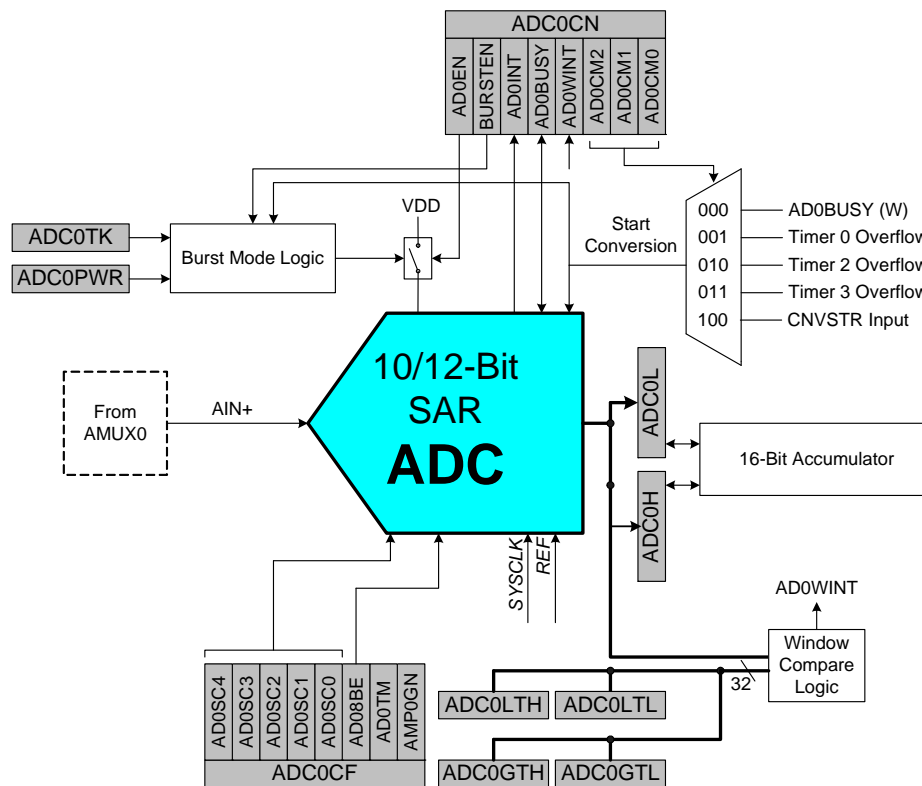 ADC0CN
AD0EN
BURSTEN
AD0INT
AD0BUSY
AD0WINT
AD0CM2
AD0CM1
AD0CM0
VDD
Start
Conversion
000
AD0BUSY (W)
001
Timer 0 Overflow
010
Timer 2 Overflow
011
Timer 3 Overflow
100
CNVSTR Input
ADC0TK
ADC0PWR
Burst Mode Logic
From
AMUX0
AIN+
10/12-Bit
SAR
ADC
ADC0L
ADC0H
16-Bit Accumulator
SYSCLK
REF
AD0WINT
Window
Compare
Logic
32
AD0SC4
AD0SC3
AD0SC2
AD0SC1
AD0SC0
AD08BE
AD0TM
AMP0GN
ADC0CF
ADC0LTH
ADC0LTL
ADC0GTH
ADC0GTL